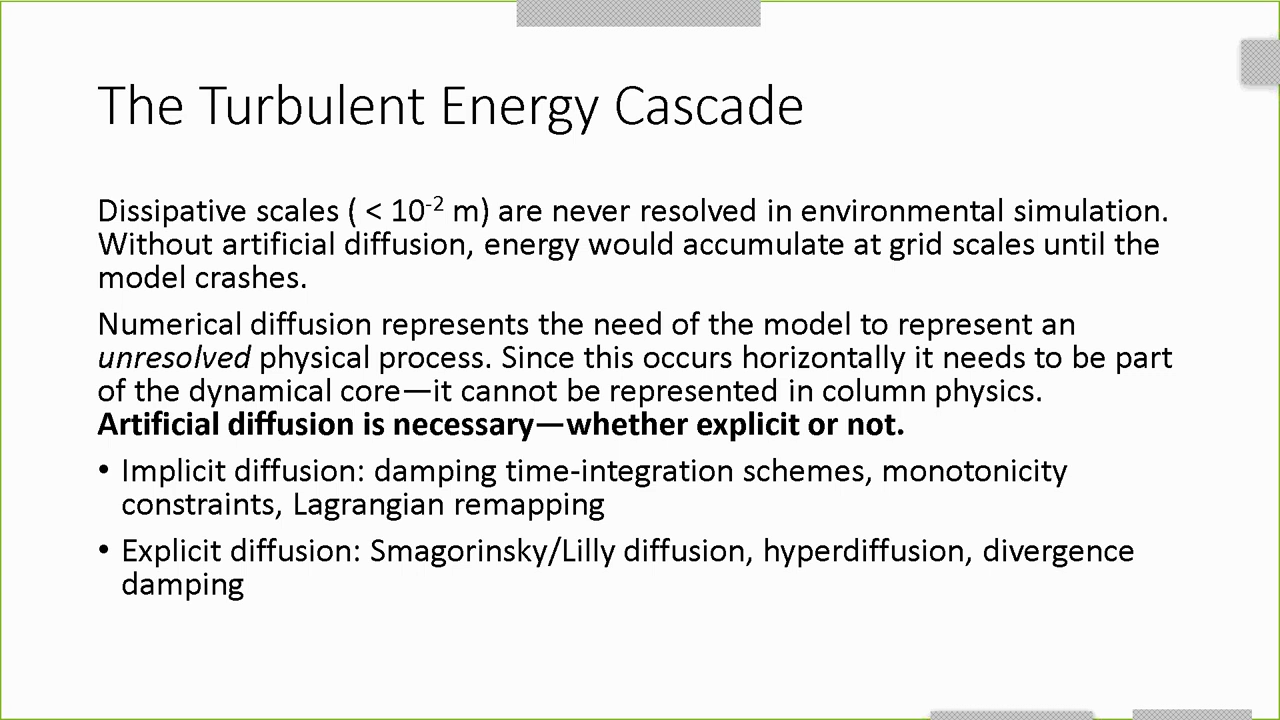 The Turbulent Energy Cascade
Dissipative scales ( < 10⁻² m) are never resolved in environmental simulation.
Without artificial diffusion, energy would accumulate at grid scales until the
model crashes.
Numerical diffusion represents the need of the model to represent an
unresolved physical process. Since this occurs horizontally it needs to be part
of the dynamical core—it cannot be represented in column physics.
Artificial diffusion is necessary—whether explicit or not.
• Implicit diffusion: damping time-integration schemes, monotonicity
constraints, Lagrangian remapping
• Explicit diffusion: Smagorinsky/Lilly diffusion, hyperdiffusion, divergence
damping